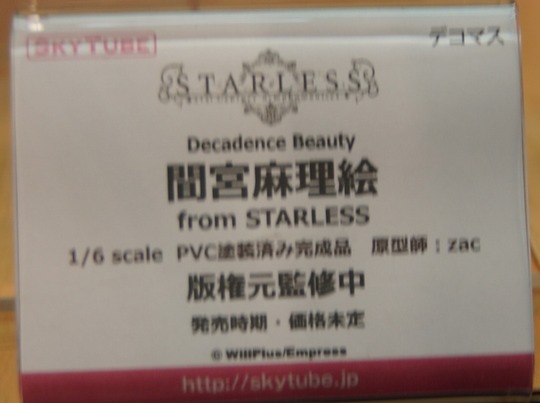 SKYTUBE
デコマス
STARLESS
Decadence Beauty
間宮麻理絵
from STARLESS
1/6 scale PVC塗装済み完成品 原型師：zac
版権元監修中
発売時期・価格未定
© WillPlus/Empress
http://skytube.jp